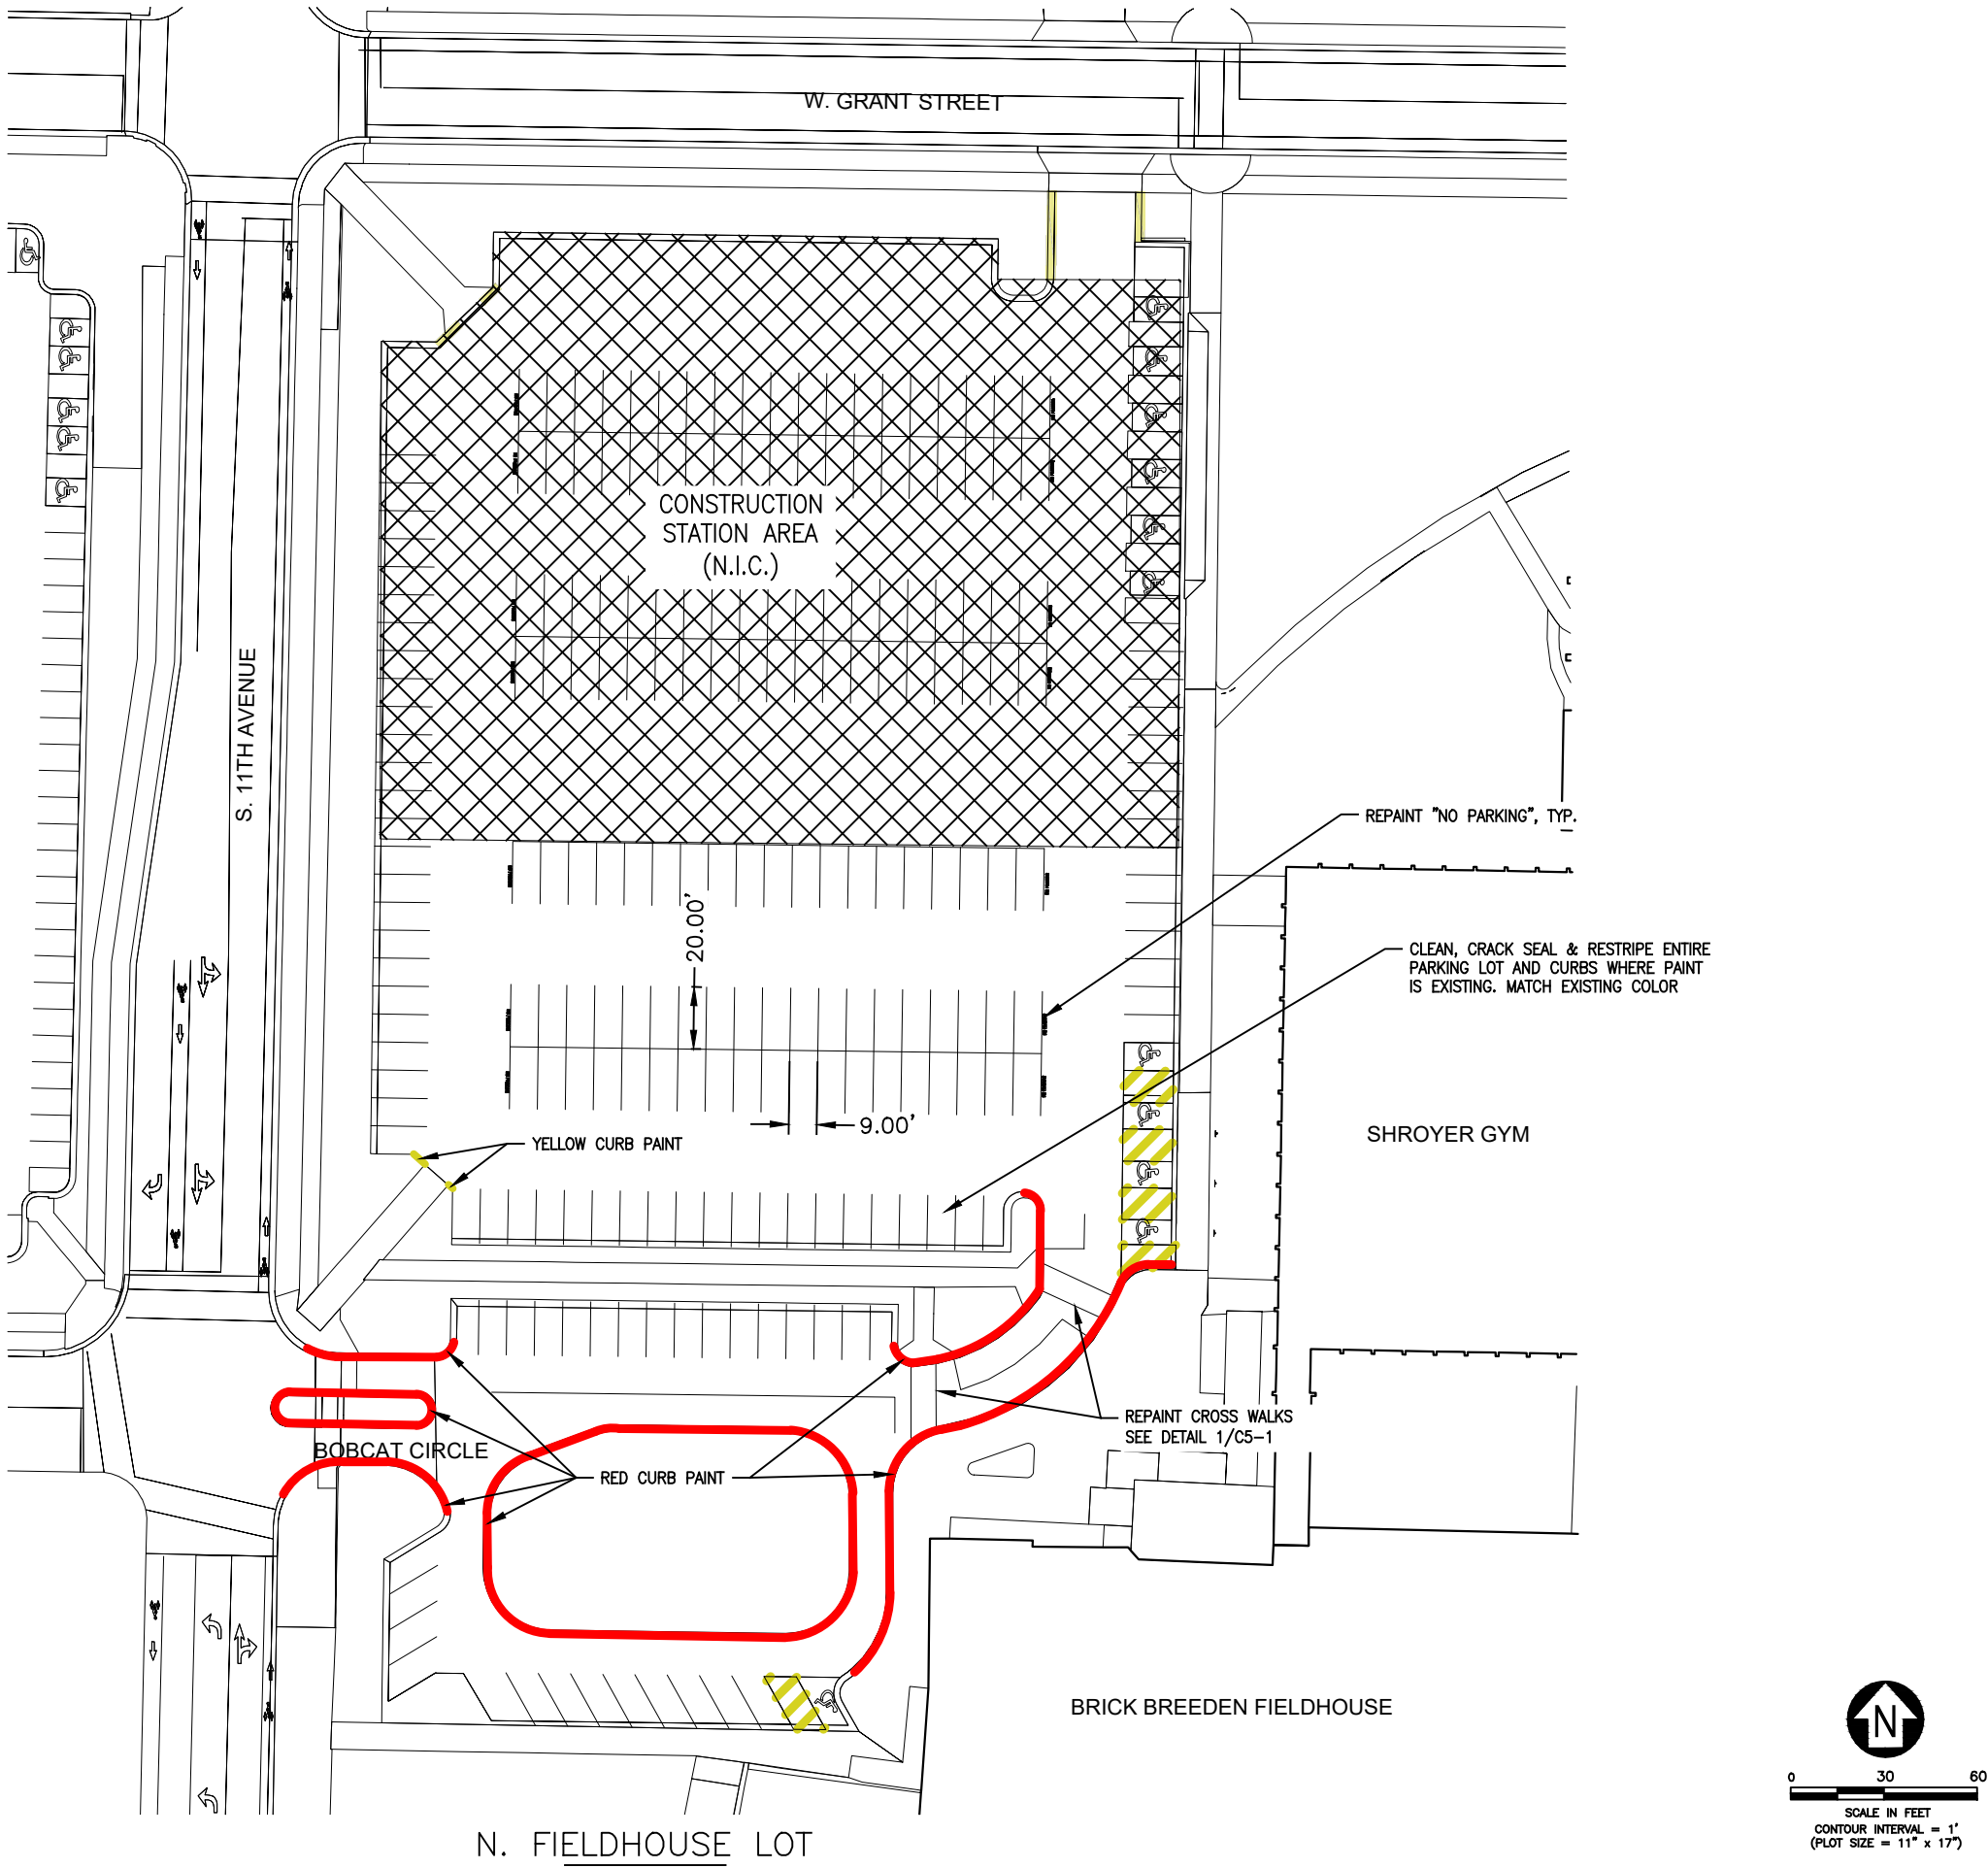 W. GRANT STREET
CONSTRUCTION
STATION AREA
(N.I.C.)
S. 11TH AVENUE
REPAINT "NO PARKING", TYP.
20.00'
CLEAN, CRACK SEAL & RESTRIPE ENTIRE
PARKING LOT AND CURBS WHERE PAINT
IS EXISTING. MATCH EXISTING COLOR
9.00'
YELLOW CURB PAINT
SHROYER GYM
REPAINT CROSS WALKS
SEE DETAIL 1/C5-1
BOBCAT CIRCLE
RED CURB PAINT
BRICK BREEDEN FIELDHOUSE
N
0 30 60
SCALE IN FEET
CONTOUR INTERVAL = 1'
(PLOT SIZE = 11" x 17")
N. FIELDHOUSE LOT